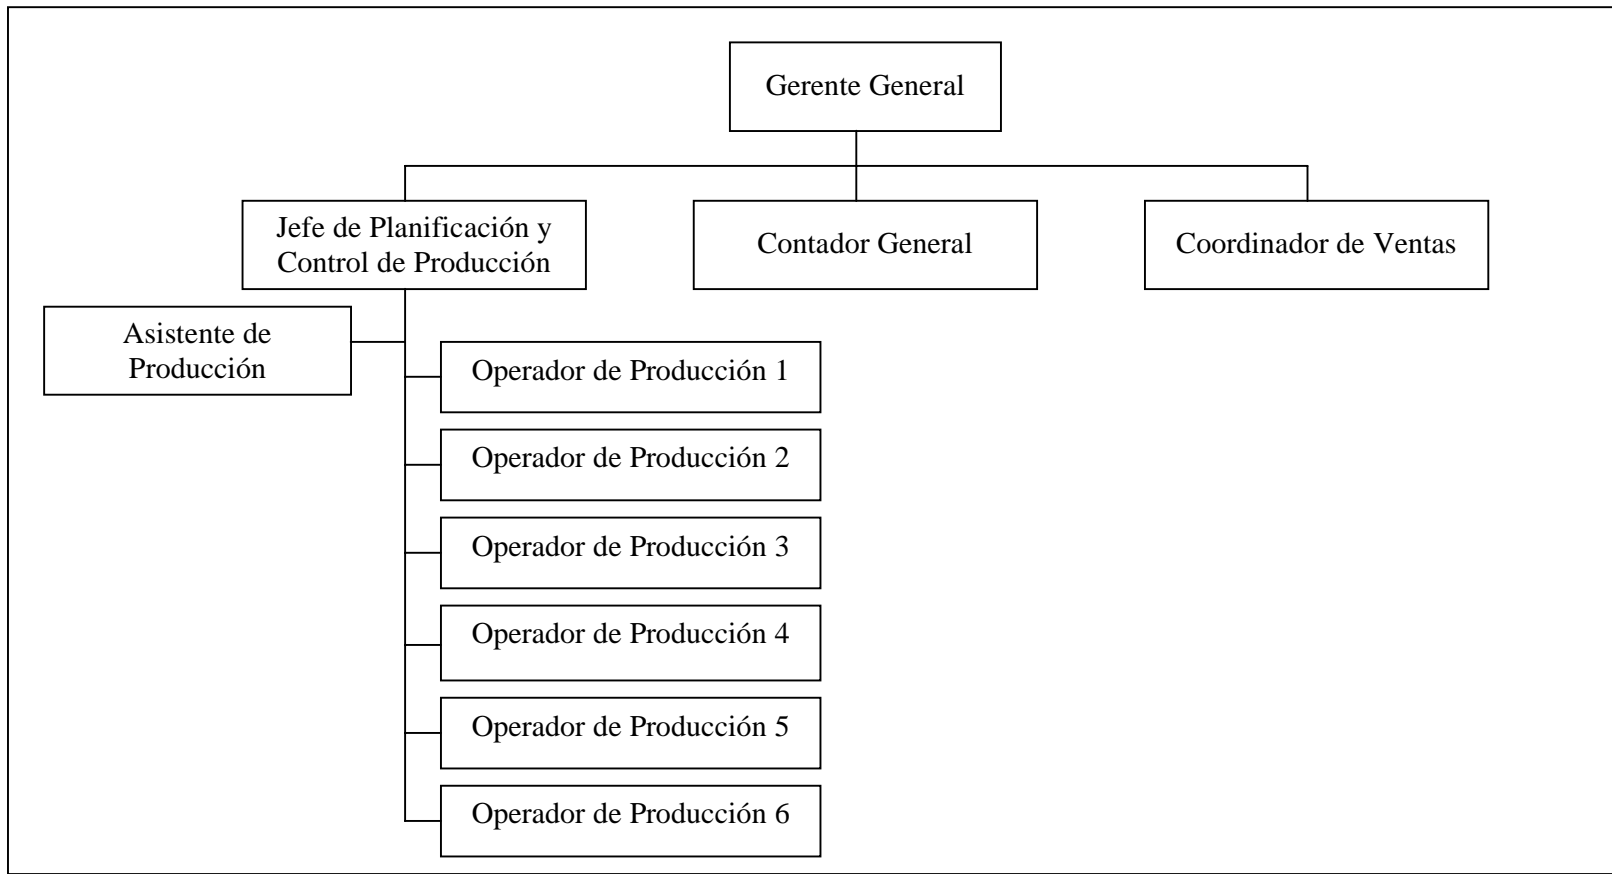 Gerente General
Jefe de Planificación y
Control de Producción
Contador General
Coordinador de Ventas
Asistente de
Producción
Operador de Producción 1
Operador de Producción 2
Operador de Producción 3
Operador de Producción 4
Operador de Producción 5
Operador de Producción 6